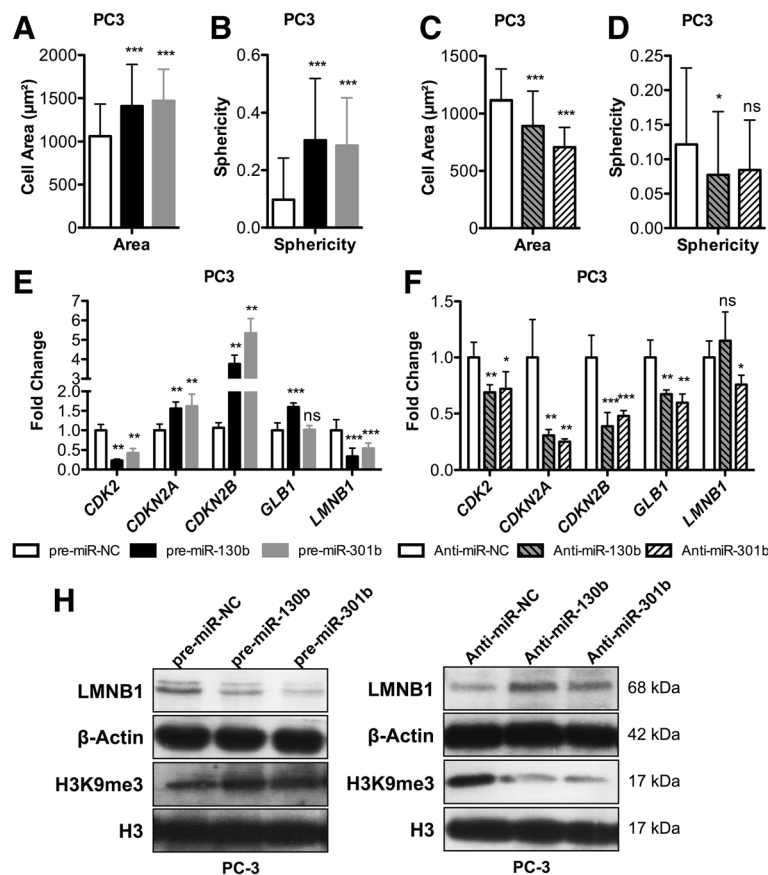 A PC3
Cell Area (µm²)
2000
1500
1000
500
0
*** ***
Area
B PC3
Sphericity
0.6
0.4
0.2
0.0
*** ***
Sphericity
C PC3
Cell Area (µm²)
1500
1000
500
0
*** ***
Area
D PC3
Sphericity
0.25
0.20
0.15
0.10
0.05
0.00
* ns
Sphericity
E PC3
Fold Change
7
6
5
4
3
2.0
1.5
1.0
0.5
0.0
** ** ** ** ** ** *** ns *** ***
CDK2 CDKN2A CDKN2B GLB1 LMNB1
pre-miR-NC pre-miR-130b pre-miR-301b
F PC3
Fold Change
1.5
1.0
0.5
0.0
** * ** ** *** *** ** ** ns *
CDK2 CDKN2A CDKN2B GLB1 LMNB1
Anti-miR-NC Anti-miR-130b Anti-miR-301b
H
pre-miR-NC pre-miR-130b pre-miR-301b
LMNB1
β-Actin
H3K9me3
H3
PC-3
Anti-miR-NC Anti-miR-130b Anti-miR-301b
LMNB1 68 kDa
β-Actin 42 kDa
H3K9me3 17 kDa
H3 17 kDa
PC-3